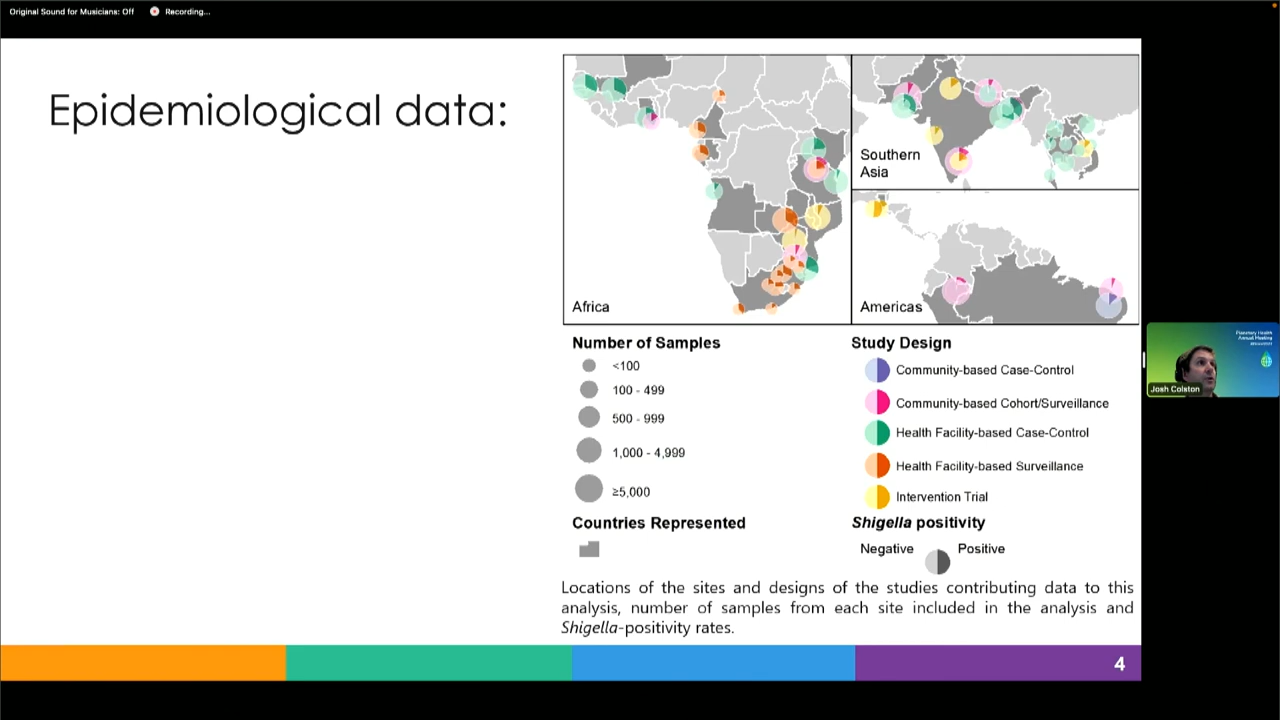 Original Sound for Musicians: Off
Recording...
Epidemiological data:
Africa
Southern
Asia
Americas
Number of Samples
<100
100 - 499
500 - 999
1,000 - 4,999
≥5,000
Countries Represented
Study Design
Community-based Case-Control
Community-based Cohort/Surveillance
Health Facility-based Case-Control
Health Facility-based Surveillance
Intervention Trial
Shigella positivity
Negative
Positive
Locations of the sites and designs of the studies contributing data to this
analysis, number of samples from each site included in the analysis and
Shigella-positivity rates.
4
Planetary Health
Annual Meeting
Josh Colston